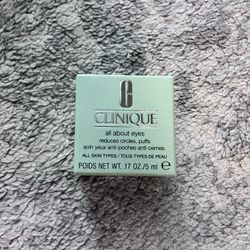 CLINIQUE
all about eyes
reduces circles, puffs
soin yeux anti-poches anti-cernes
ALL SKIN TYPES / TOUS TYPES DE PEAU
POIDS NET WT. .17 OZ./5 ml e